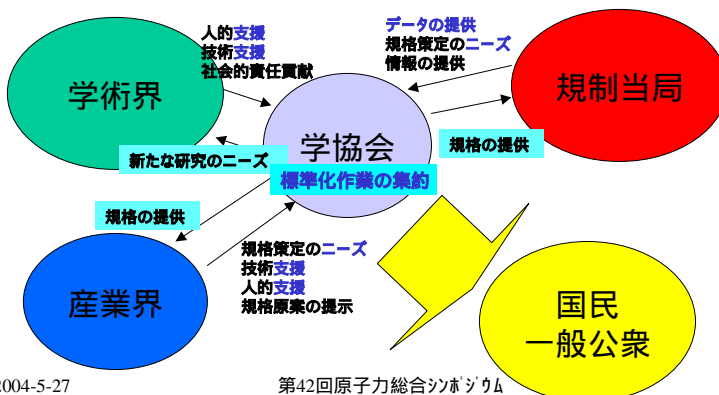 人的支援
技術支援
社会的責任貢献
データの提供
規格策定のニーズ
情報の提供
学術界
規制当局
学協会
標準化作業の集約
新たな研究のニーズ
規格の提供
規格の提供
規格策定のニーズ
技術支援
人的支援
規格原案の提示
産業界
国民
一般公衆
2004-5-27
第42回原子力総合シンポジウム